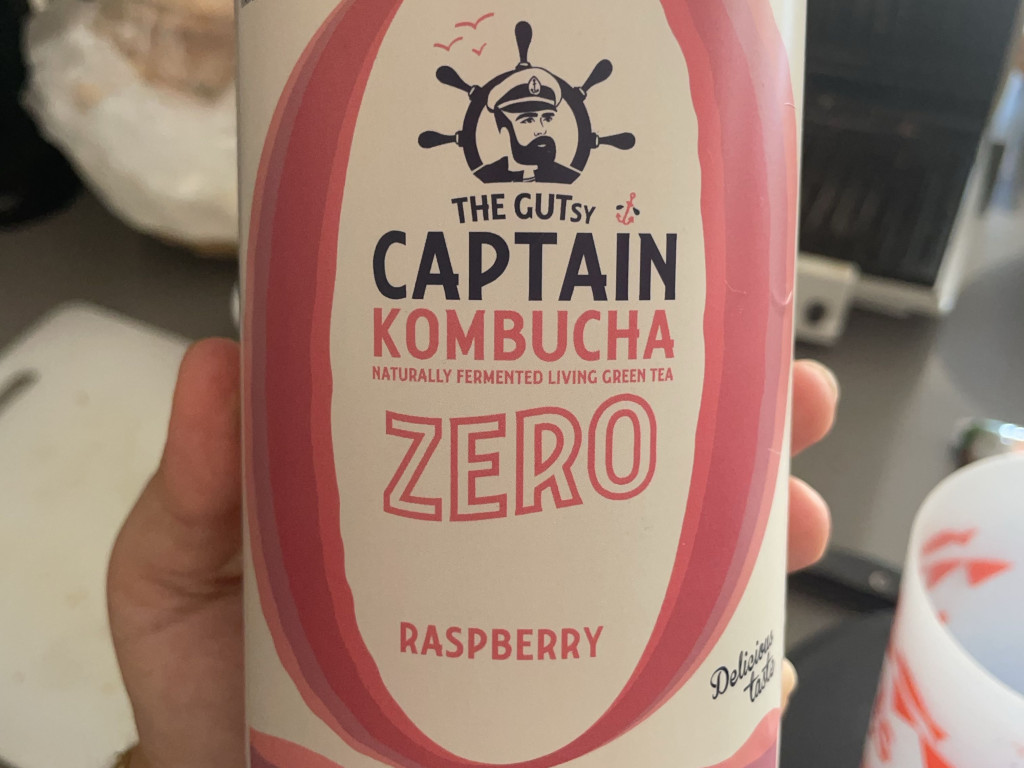 THE GUTSY
CAPTAIN
KOMBUCHA
NATURALLY FERMENTED LIVING GREEN TEA
ZERO
RASPBERRY
Delicious
taste